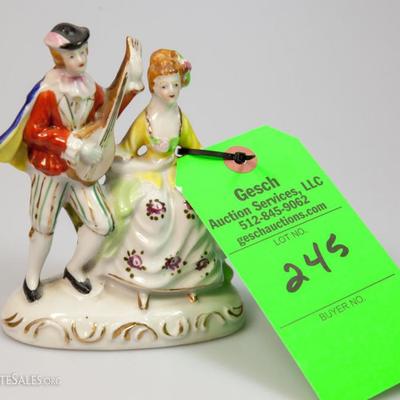 Gesch
Auction Services, LLC
512-845-9062
geschauctions.com
LOT NO.
245
BUYER NO.
TESALES.ORG